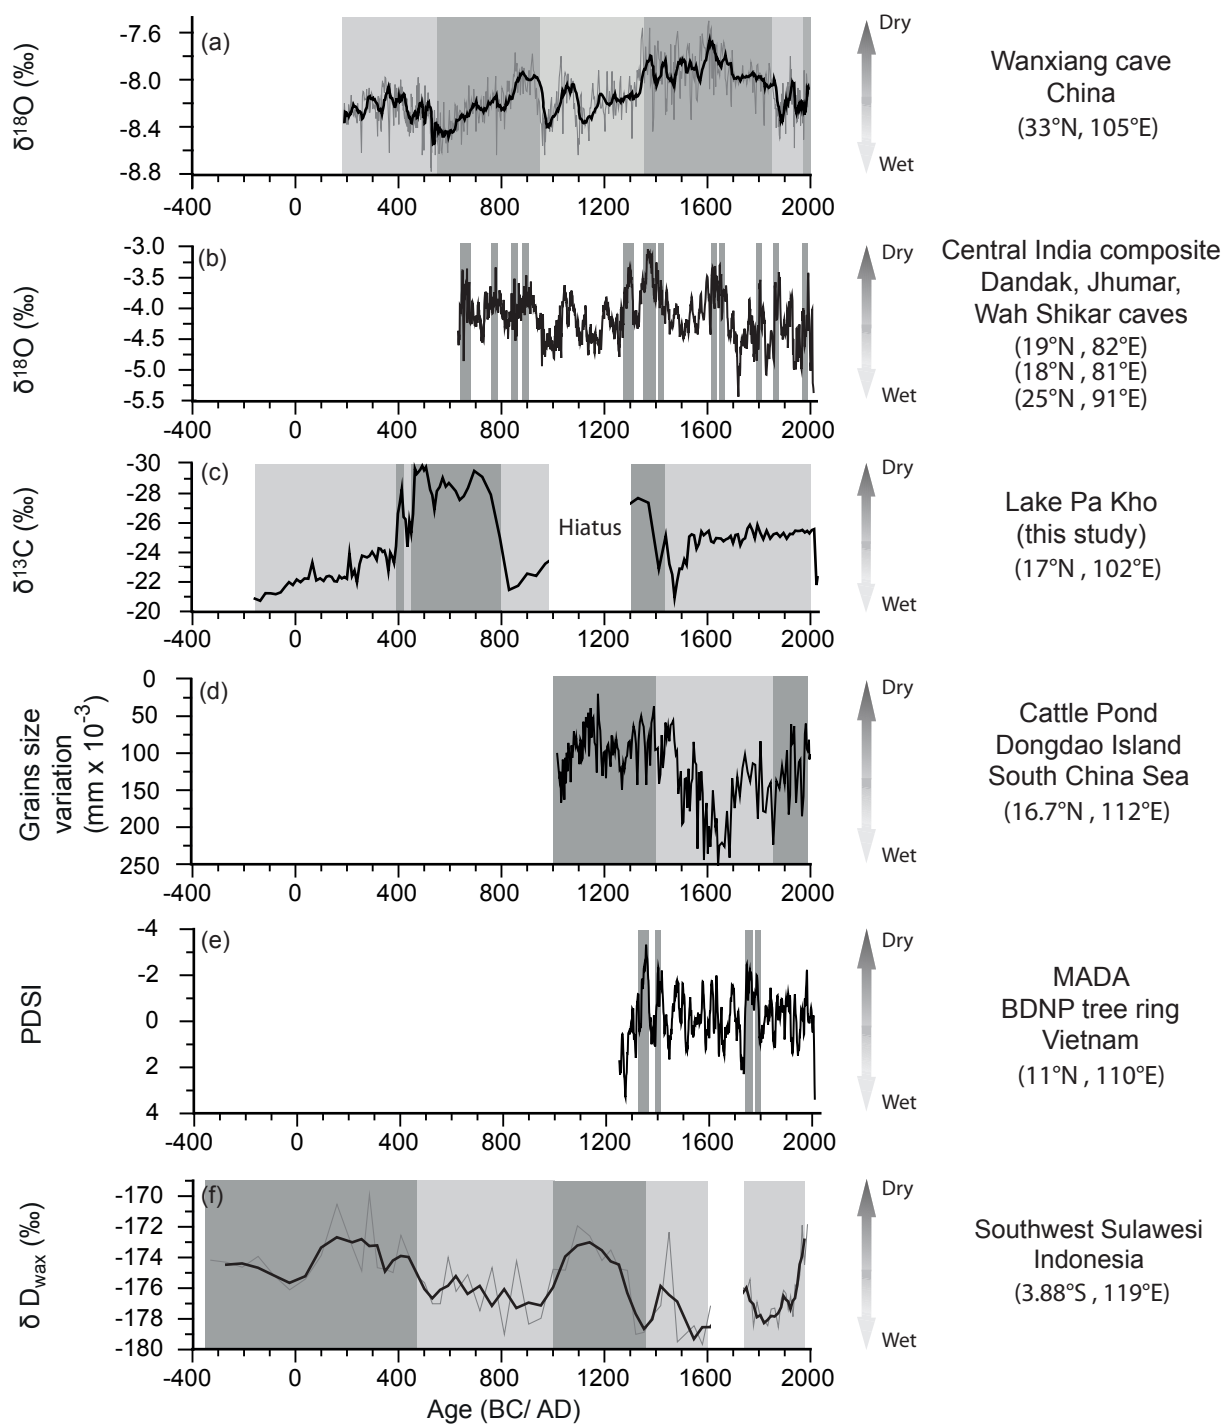 (a)
δ18O (‰)
-7.6
-8.0
-8.4
-8.8
-400 0 400 800 1200 1600 2000
Dry
Wet
Wanxiang cave
China
(33°N, 105°E)
(b)
δ18O (‰)
-3.0
-3.5
-4.0
-4.5
-5.0
-5.5
-400 0 400 800 1200 1600 2000
Dry
Wet
Central India composite
Dandak, Jhumar,
Wah Shikar caves
(19°N , 82°E)
(18°N , 81°E)
(25°N , 91°E)
(c)
δ13C (‰)
-30
-28
-26
-24
-22
-20
Hiatus
-400 0 400 800 1200 1600 2000
Dry
Wet
Lake Pa Kho
(this study)
(17°N , 102°E)
(d)
Grains size
variation
(mm x 10-3)
0
50
100
150
200
250
-400 0 400 800 1200 1600 2000
Dry
Wet
Cattle Pond
Dongdao Island
South China Sea
(16.7°N , 112°E)
(e)
PDSI
-4
-2
0
2
4
-400 0 400 800 1200 1600 2000
Dry
Wet
MADA
BDNP tree ring
Vietnam
(11°N , 110°E)
(f)
δ Dwax (‰)
-170
-172
-174
-176
-178
-180
-400 0 400 800 1200 1600 2000
Age (BC/ AD)
Dry
Wet
Southwest Sulawesi
Indonesia
(3.88°S , 119°E)